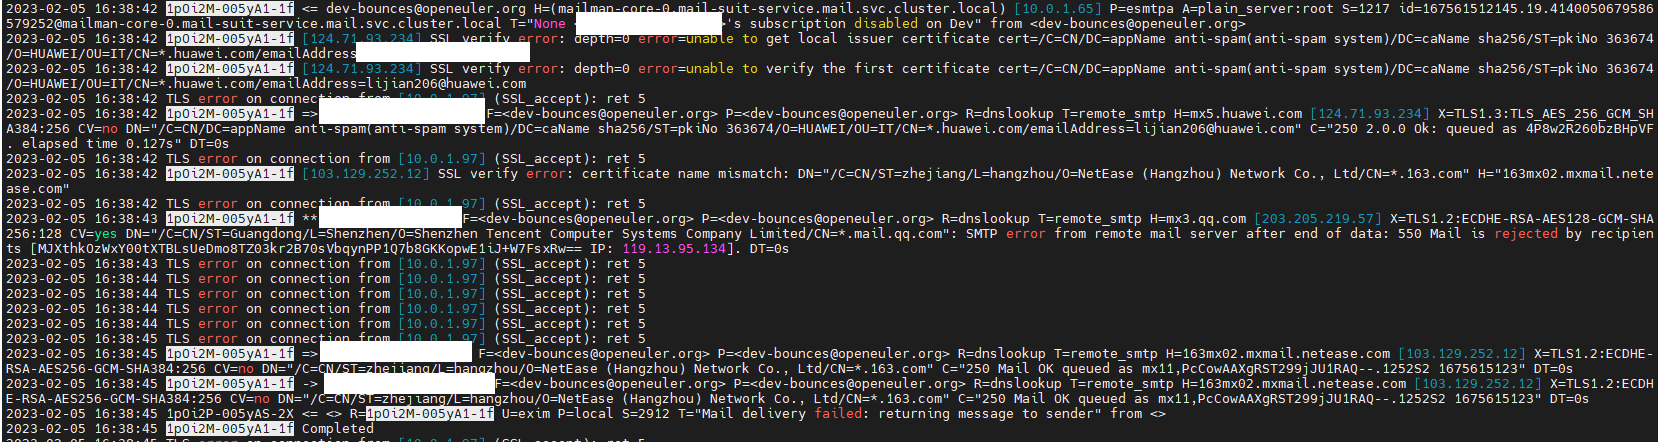 2023-02-05 16:38:42 1pOi2M-005yA1-1f <= dev-bounces@openeuler.org H=(mailman-core-0.mail-suit-service.mail.svc.cluster.local) [10.0.1.65] P=esmtpa A=plain_server:root S=1217 id=167561512145.19.4140050679586
579252@mailman-core-0.mail-suit-service.mail.svc.cluster.local T="None < >'s subscription disabled on Dev" from <dev-bounces@openeuler.org>
2023-02-05 16:38:42 1pOi2M-005yA1-1f [124.71.93.234] SSL verify error: depth=0 error=unable to get local issuer certificate cert=/C=CN/DC=appName anti-spam(anti-spam system)/DC=caName sha256/ST=pkiNo 363674
/O=HUAWEI/OU=IT/CN=*.huawei.com/emailAddress
2023-02-05 16:38:42 1pOi2M-005yA1-1f [124.71.93.234] SSL verify error: depth=0 error=unable to verify the first certificate cert=/C=CN/DC=appName anti-spam(anti-spam system)/DC=caName sha256/ST=pkiNo 363674
/O=HUAWEI/OU=IT/CN=*.huawei.com/emailAddress=lijian206@huawei.com
2023-02-05 16:38:42 TLS error on connection from [10.0.1.97] (SSL_accept): ret 5
2023-02-05 16:38:42 1pOi2M-005yA1-1f => F=<dev-bounces@openeuler.org> P=<dev-bounces@openeuler.org> R=dnslookup T=remote_smtp H=mx5.huawei.com [124.71.93.234] X=TLS1.3:TLS_AES_256_GCM_SH
A384:256 CV=no DN="/C=CN/DC=appName anti-spam(anti-spam system)/DC=caName sha256/ST=pkiNo 363674/O=HUAWEI/OU=IT/CN=*.huawei.com/emailAddress=lijian206@huawei.com" C="250 2.0.0 Ok: queued as 4P8w2R260bzBHpVF
. elapsed time 0.127s" DT=0s
2023-02-05 16:38:42 TLS error on connection from [10.0.1.97] (SSL_accept): ret 5
2023-02-05 16:38:42 1pOi2M-005yA1-1f [103.129.252.12] SSL verify error: certificate name mismatch: DN="/C=CN/ST=zhejiang/L=hangzhou/O=NetEase (Hangzhou) Network Co., Ltd/CN=*.163.com" H="163mx02.mxmail.nete
ase.com"
2023-02-05 16:38:42 TLS error on connection from [10.0.1.97] (SSL_accept): ret 5
2023-02-05 16:38:43 1pOi2M-005yA1-1f ** F=<dev-bounces@openeuler.org> P=<dev-bounces@openeuler.org> R=dnslookup T=remote_smtp H=mx3.qq.com [203.205.219.57] X=TLS1.2:ECDHE-RSA-AES128-GCM-SHA
256:128 CV=yes DN="/C=CN/ST=Guangdong/L=Shenzhen/O=Shenzhen Tencent Computer Systems Company Limited/CN=*.mail.qq.com": SMTP error from remote mail server after end of data: 550 Mail is rejected by recipien
ts [MJXthkOzWxY00tXTBLsUeDmo8TZ03kr2B70sVbqynPP1Q7b8GKKopwE1iJ+W7FsxRw== IP: 119.13.95.134]. DT=0s
2023-02-05 16:38:43 TLS error on connection from [10.0.1.97] (SSL_accept): ret 5
2023-02-05 16:38:44 TLS error on connection from [10.0.1.97] (SSL_accept): ret 5
2023-02-05 16:38:44 TLS error on connection from [10.0.1.97] (SSL_accept): ret 5
2023-02-05 16:38:44 TLS error on connection from [10.0.1.97] (SSL_accept): ret 5
2023-02-05 16:38:44 TLS error on connection from [10.0.1.97] (SSL_accept): ret 5
2023-02-05 16:38:45 TLS error on connection from [10.0.1.97] (SSL_accept): ret 5
2023-02-05 16:38:45 1pOi2M-005yA1-1f => F=<dev-bounces@openeuler.org> P=<dev-bounces@openeuler.org> R=dnslookup T=remote_smtp H=163mx02.mxmail.netease.com [103.129.252.12] X=TLS1.2:ECDHE-
RSA-AES256-GCM-SHA384:256 CV=no DN="/C=CN/ST=zhejiang/L=hangzhou/O=NetEase (Hangzhou) Network Co., Ltd/CN=*.163.com" C="250 Mail OK queued as mx11,PcCowAAXgRST299jJU1RAQ--.1252S2 1675615123" DT=0s
2023-02-05 16:38:45 1pOi2M-005yA1-1f -> F=<dev-bounces@openeuler.org> P=<dev-bounces@openeuler.org> R=dnslookup T=remote_smtp H=163mx02.mxmail.netease.com [103.129.252.12] X=TLS1.2:ECDH
E-RSA-AES256-GCM-SHA384:256 CV=no DN="/C=CN/ST=zhejiang/L=hangzhou/O=NetEase (Hangzhou) Network Co., Ltd/CN=*.163.com" C="250 Mail OK queued as mx11,PcCowAAXgRST299jJU1RAQ--.1252S2 1675615123" DT=0s
2023-02-05 16:38:45 1pOi2P-005yAS-2X <= <> R=1pOi2M-005yA1-1f U=exim P=local S=2912 T="Mail delivery failed: returning message to sender" from <>
2023-02-05 16:38:45 1pOi2M-005yA1-1f Completed
2023-02-05 16:38:45 TLS error on connection from [10.0.1.97] (SSL_accept): ret 5